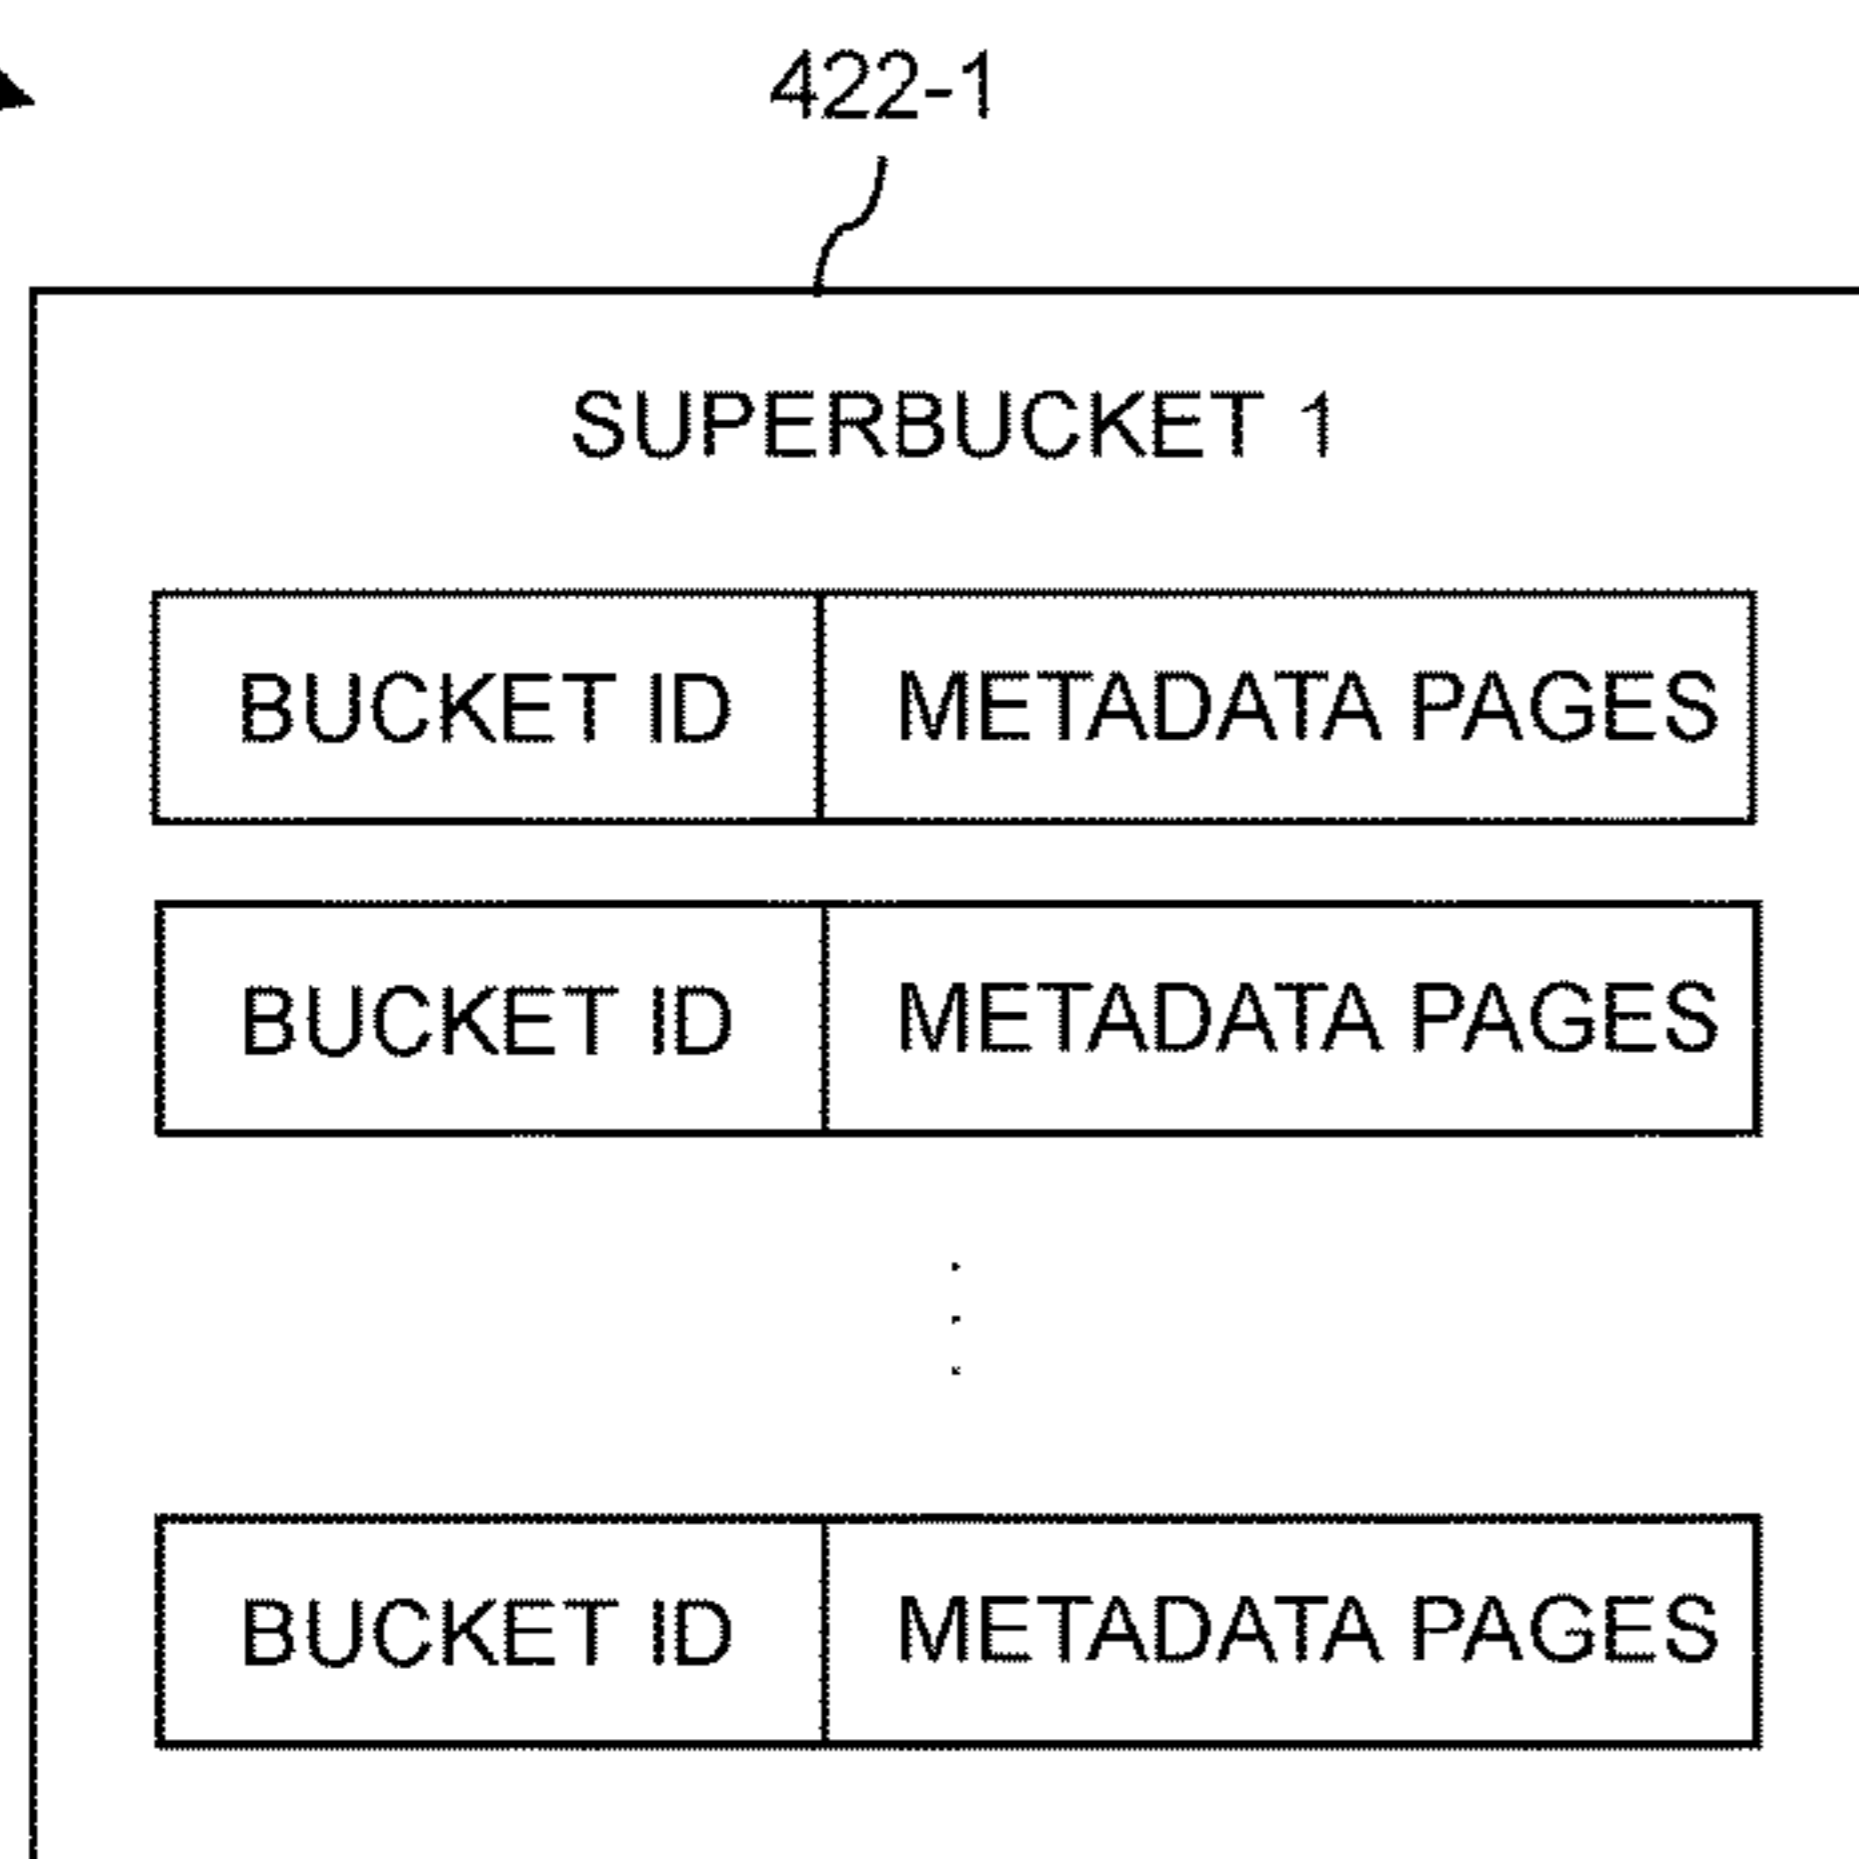 422-1
SUPERBUCKET 1
BUCKET ID METADATA PAGES
BUCKET ID METADATA PAGES
BUCKET ID METADATA PAGES